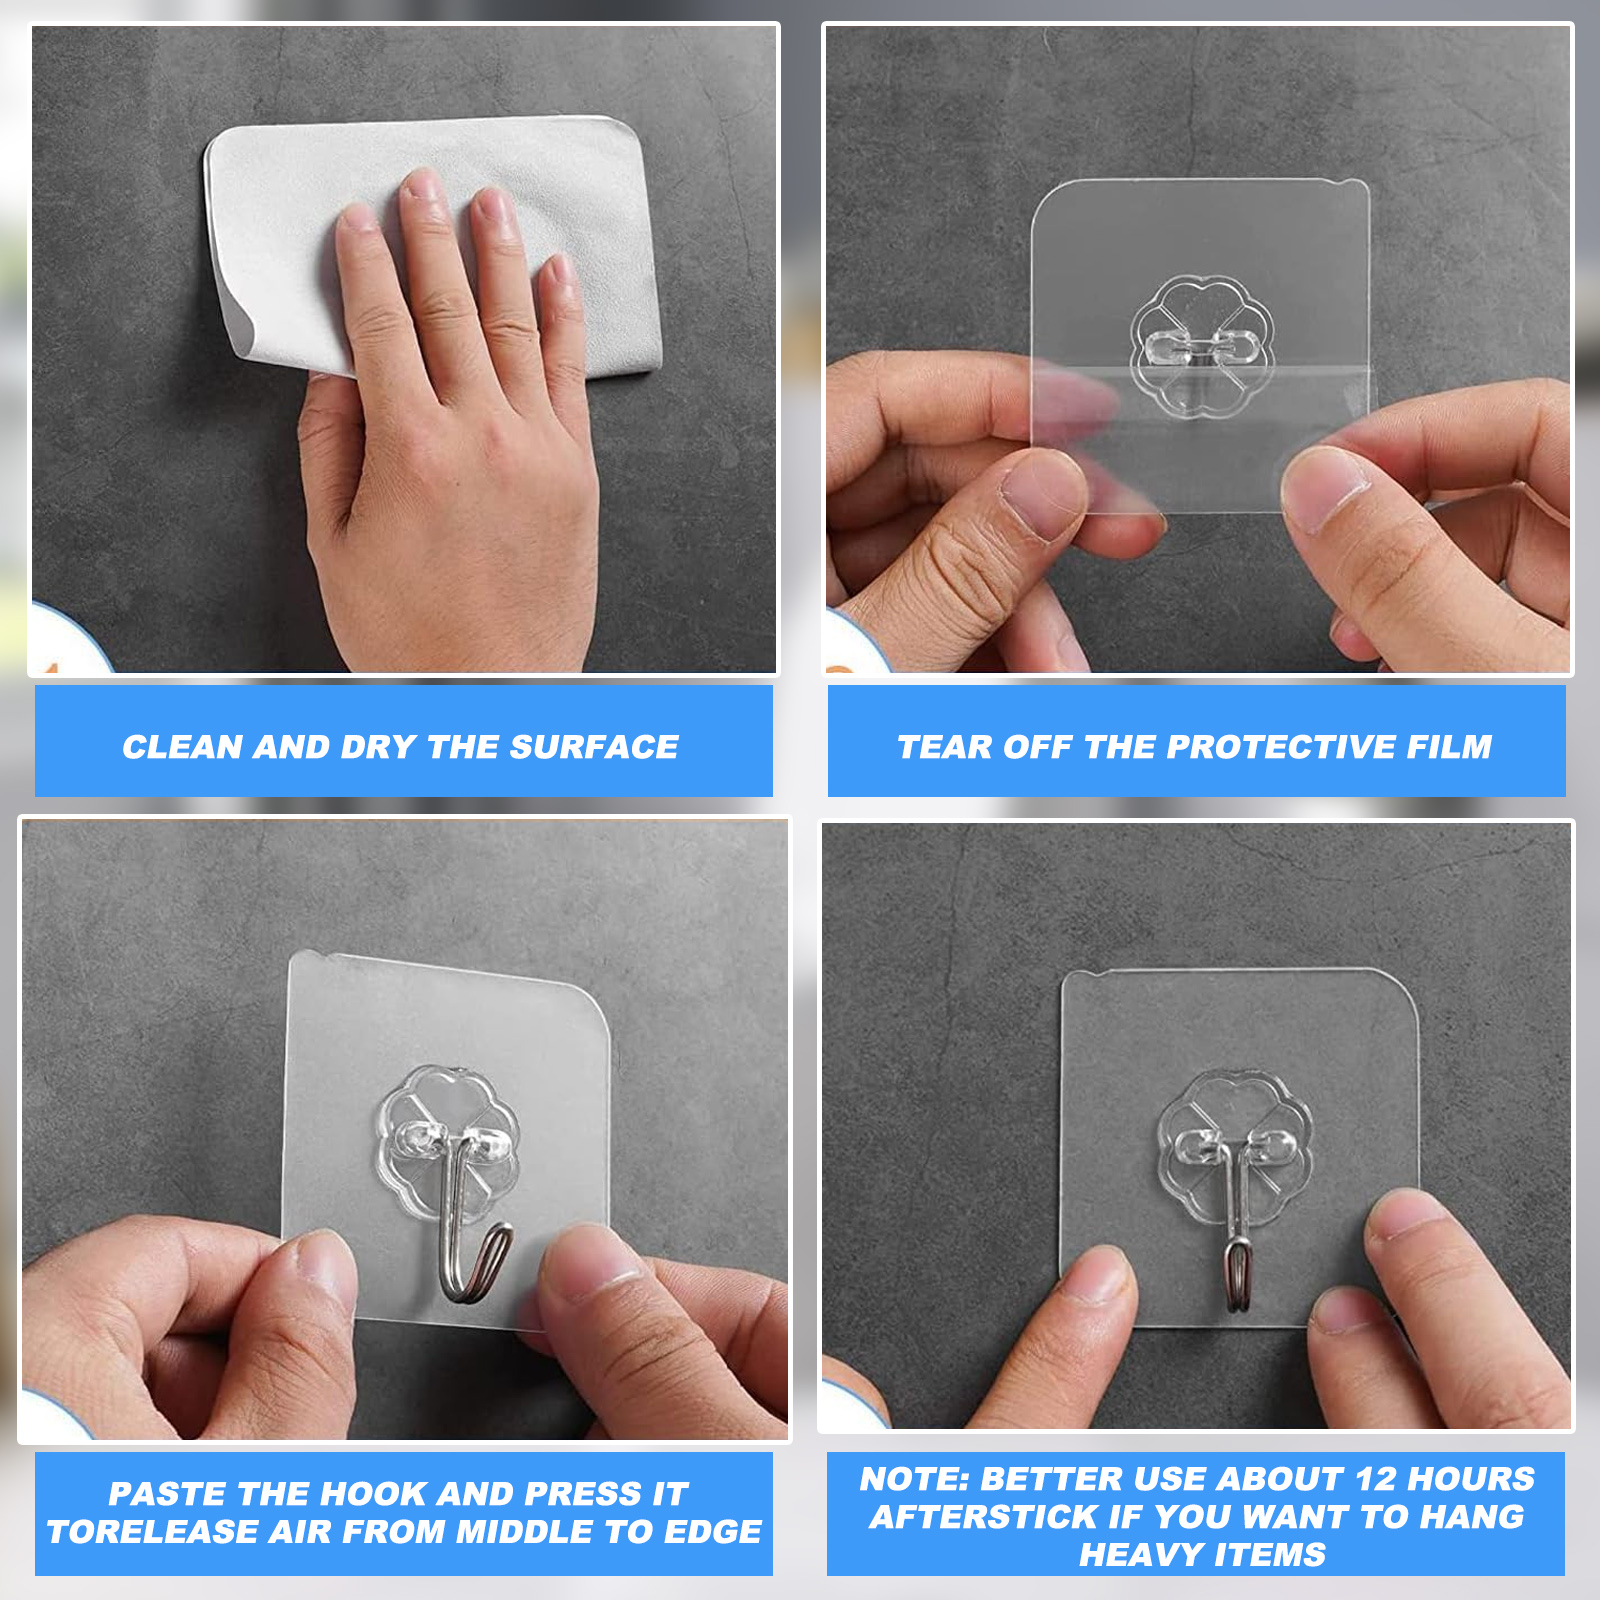 CLEAN AND DRY THE SURFACE
TEAR OFF THE PROTECTIVE FILM
PASTE THE HOOK AND PRESS IT
TORELEASE AIR FROM MIDDLE TO EDGE
NOTE: BETTER USE ABOUT 12 HOURS
AFTERSTICK IF YOU WANT TO HANG
HEAVY ITEMS